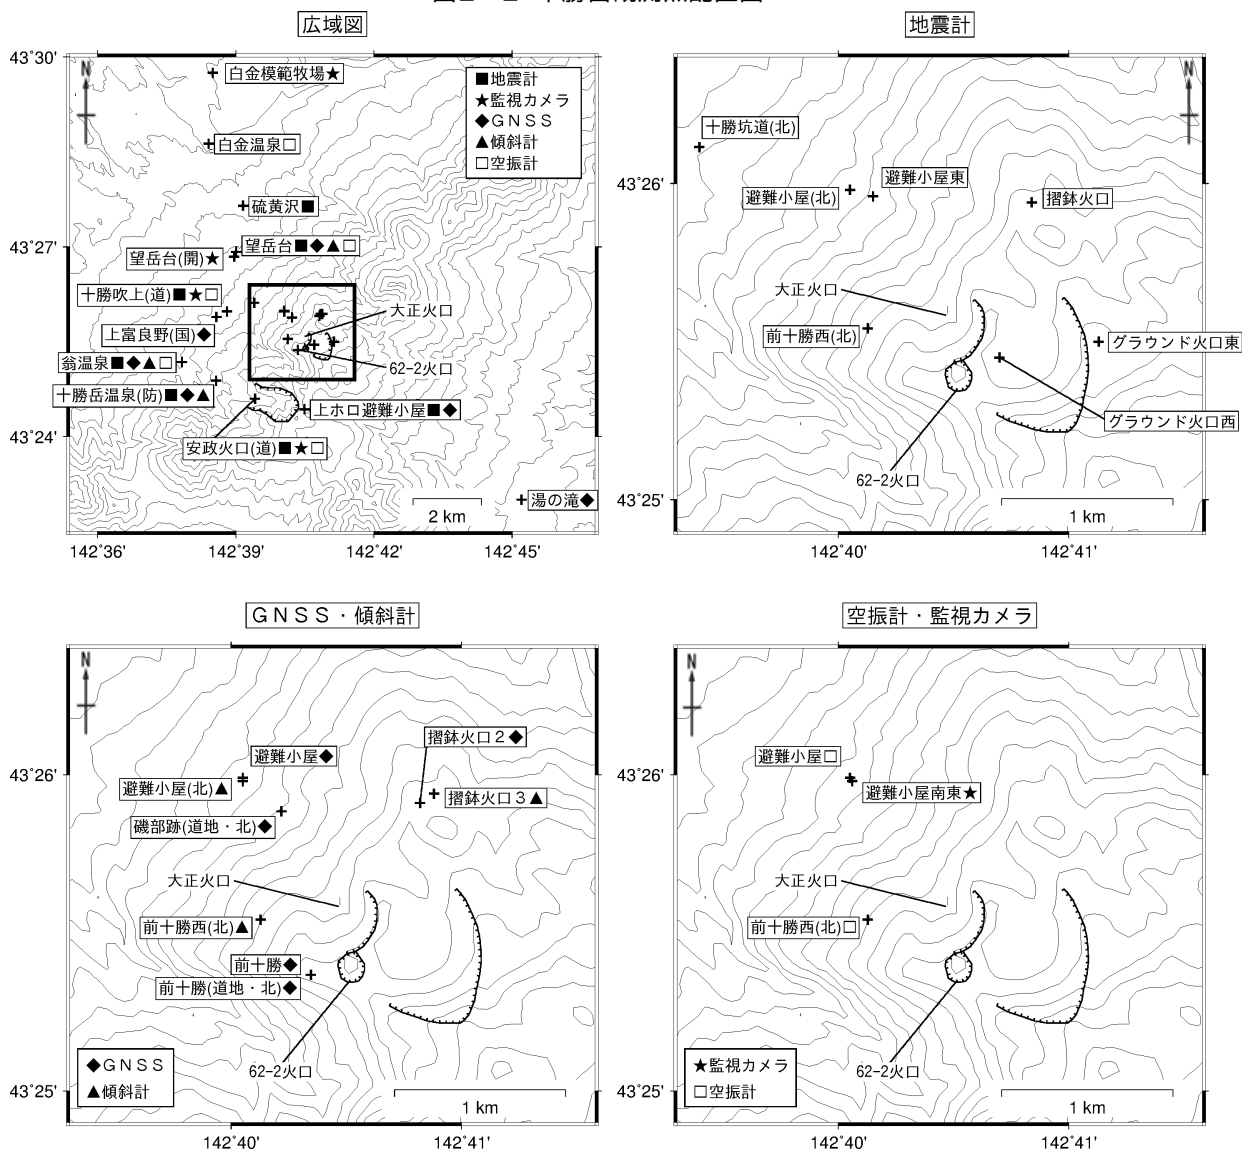 広域図
43°30'
43°27'
43°24'
142°36'
142°39'
142°42'
142°45'
N
白金模範牧場★
白金温泉□
硫黄沢■
望岳台■◆▲□
望岳台(開)★
十勝吹上(道)■★□
上富良野(国)◆
翁温泉■◆▲□
十勝岳温泉(防)■◆▲
安政火口(道)■★□
上ホロ避難小屋■◆
湯の滝◆
大正火口
62-2火口
2 km
■地震計
★監視カメラ
◆GNSS
▲傾斜計
□空振計
地震計
N
43°26'
43°25'
142°40'
142°41'
十勝坑道(北)
避難小屋東
避難小屋(北)
摺鉢火口
大正火口
前十勝西(北)
グラウンド火口東
グラウンド火口西
62-2火口
1 km
GNSS・傾斜計
N
43°26'
43°25'
142°40'
142°41'
摺鉢火口2◆
避難小屋◆
避難小屋(北)▲
摺鉢火口3▲
磯部跡(道地・北)◆
大正火口
前十勝西(北)▲
前十勝◆
前十勝(道地・北)◆
62-2火口
◆GNSS
▲傾斜計
1 km
空振計・監視カメラ
N
43°26'
43°25'
142°40'
142°41'
避難小屋□
避難小屋南東★
大正火口
前十勝西(北)□
62-2火口
★監視カメラ
□空振計
1 km